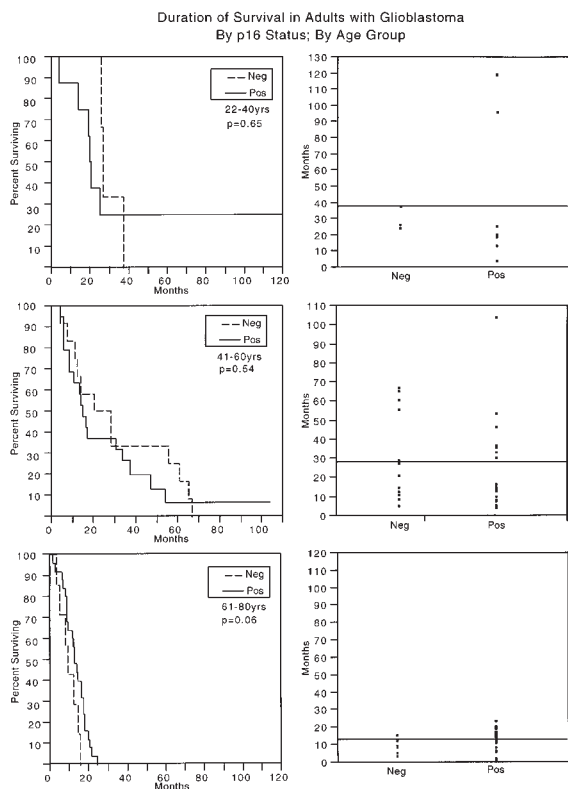 Duration of Survival in Adults with Glioblastoma
By p16 Status; By Age Group
100
90
80
70
60
50
40
30
20
10
Percent Surviving
Neg
Pos
22-40yrs
p=0.65
0 20 40 60 80 100 120
Months
130
120
110
100
90
80
70
60
50
40
30
20
10
0
Months
Neg Pos
100
90
80
70
60
50
40
30
20
10
Percent Surviving
Neg
Pos
41-60yrs
p=0.54
0 20 40 60 80 100
Months
110
100
90
80
70
60
50
40
30
20
10
0
Months
Neg Pos
100
90
80
70
60
50
40
30
20
10
Percent Surviving
Neg
Pos
61-80yrs
p=0.06
0 20 40 60 80 100 120
Months
120
110
100
90
80
70
60
50
40
30
20
10
0
Months
Neg Pos